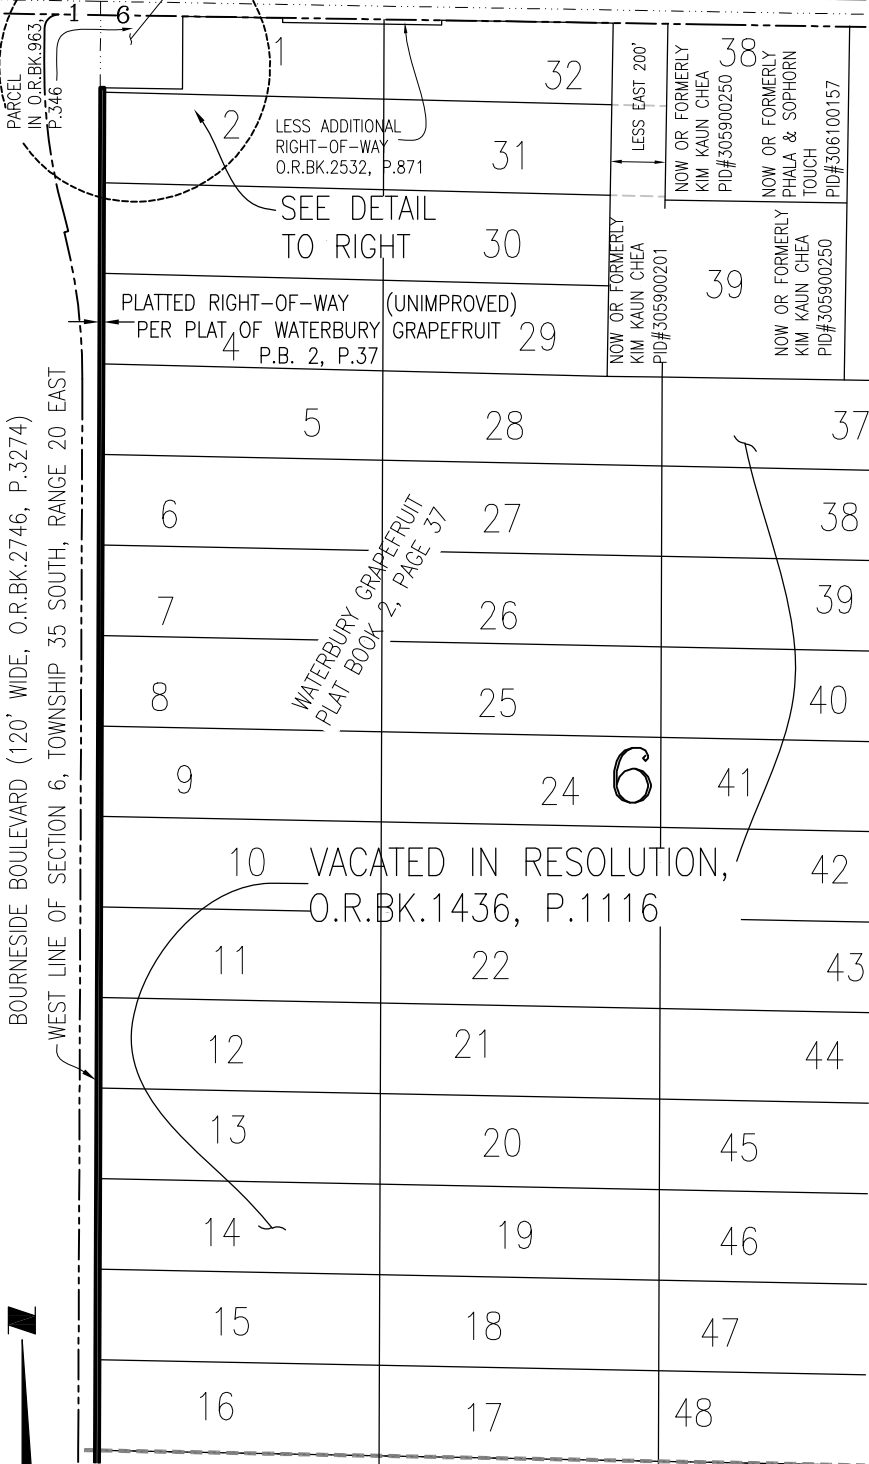 1 6
PARCEL
IN O.R.BK.963,
P.346
1
32
LESS EAST 200'
38
NOW OR FORMERLY
KIM KAUN CHEA
PID#305900250
NOW OR FORMERLY
PHALA & SOPHORN
TOUCH
PID#306100157
2
LESS ADDITIONAL
RIGHT-OF-WAY
O.R.BK.2532, P.871
31
SEE DETAIL
TO RIGHT
30
NOW OR FORMERLY
KIM KAUN CHEA
PID#305900201
39
NOW OR FORMERLY
KIM KAUN CHEA
PID#305900250
PLATTED RIGHT-OF-WAY (UNIMPROVED)
PER PLAT OF WATERBURY GRAPEFRUIT
P.B. 2, P.37
4
29
BOURNESIDE BOULEVARD (120' WIDE, O.R.BK.2746, P.3274)
WEST LINE OF SECTION 6, TOWNSHIP 35 SOUTH, RANGE 20 EAST
5 28 37
6 27 38
WATERBURY GRAPEFRUIT
PLAT BOOK 2, PAGE 37
7 26 39
8 25 40
9 24 6 41
10 42
VACATED IN RESOLUTION,
O.R.BK.1436, P.1116
11 22 43
12 21 44
13 20 45
14 19 46
15 18 47
16 17 48
N